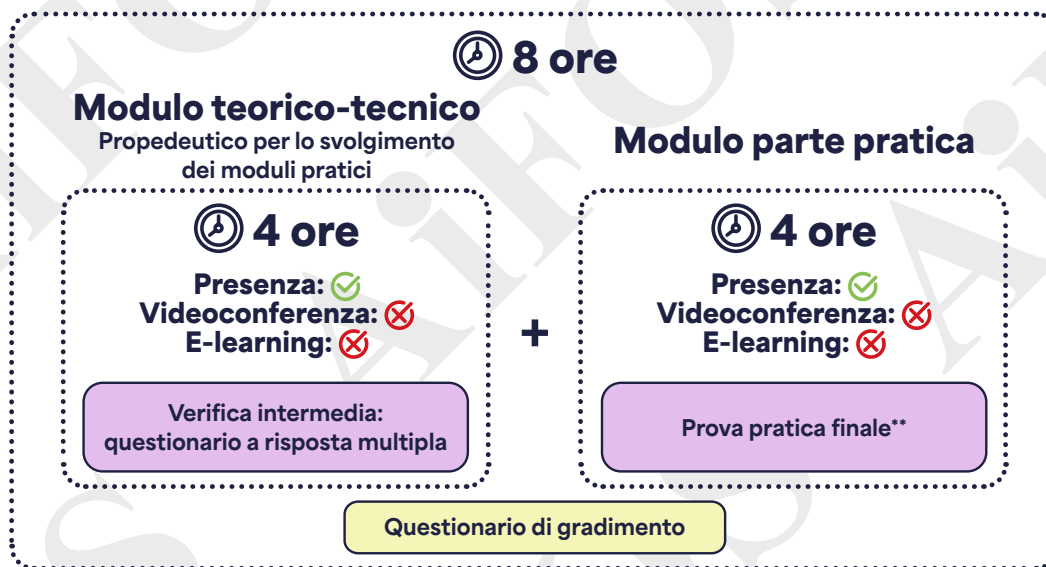 8 ore
Modulo teorico-tecnico
Propedeutico per lo svolgimento
dei moduli pratici
4 ore
Presenza:
Videoconferenza:
E-learning:
Verifica intermedia:
questionario a risposta multipla
+
Modulo parte pratica
4 ore
Presenza:
Videoconferenza:
E-learning:
Prova pratica finale**
Questionario di gradimento